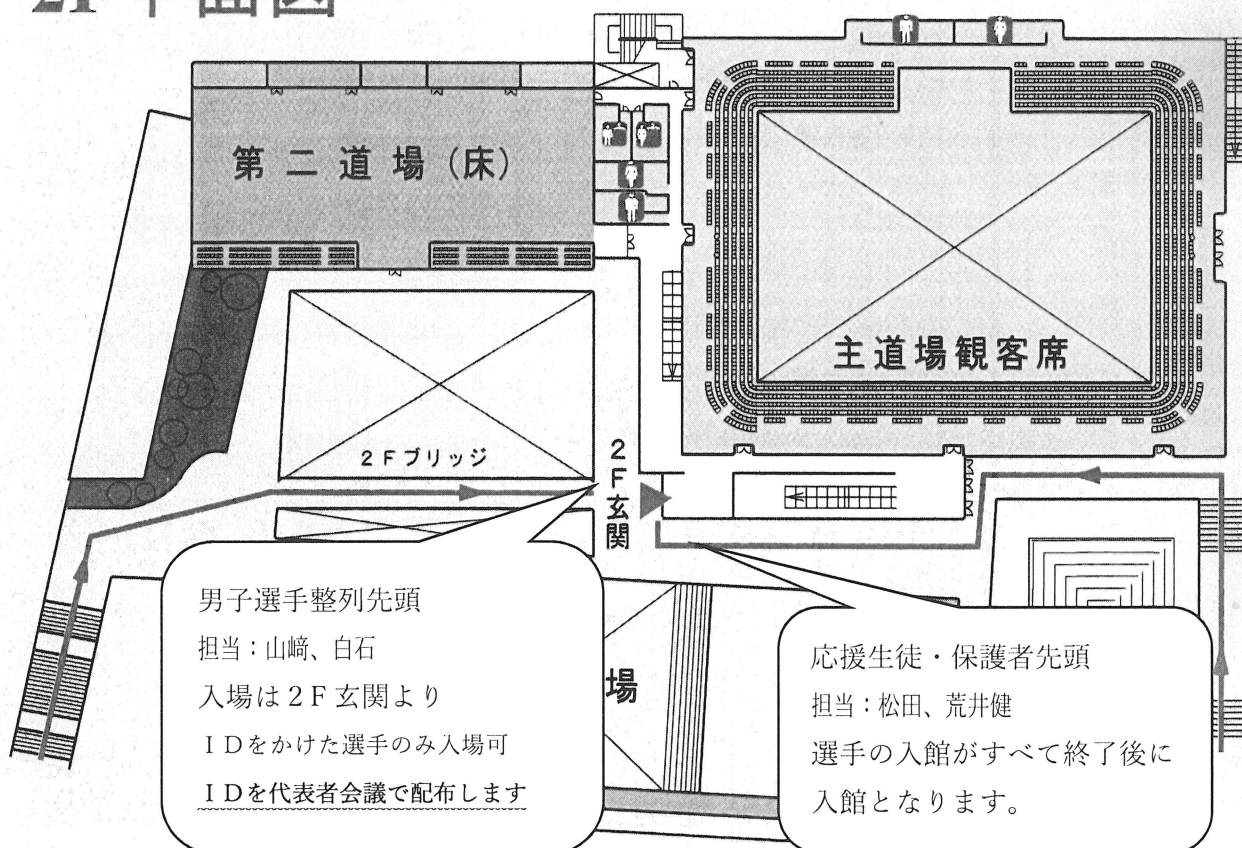 2F平面図
第二道場（床）
主道場観客席
2Fブリッジ
2F玄関
場
男子選手整列先頭
担当：山﨑、白石
入場は２F 玄関より
ＩＤをかけた選手のみ入場可
ＩＤを代表者会議で配布します
応援生徒・保護者先頭
担当：松田、荒井健
選手の入館がすべて終了後に
入館となります。